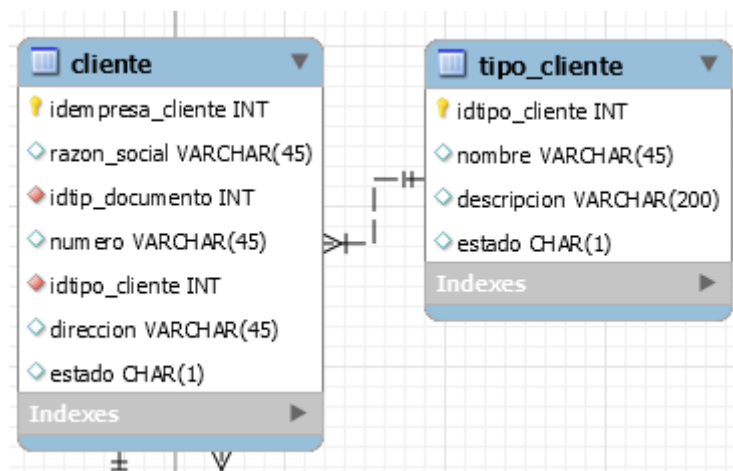 cliente
idempresa_cliente INT
razon_social VARCHAR(45)
idtip_documento INT
numero VARCHAR(45)
idtipo_cliente INT
direccion VARCHAR(45)
estado CHAR(1)
Indexes
tipo_cliente
idtipo_cliente INT
nombre VARCHAR(45)
descripcion VARCHAR(200)
estado CHAR(1)
Indexes